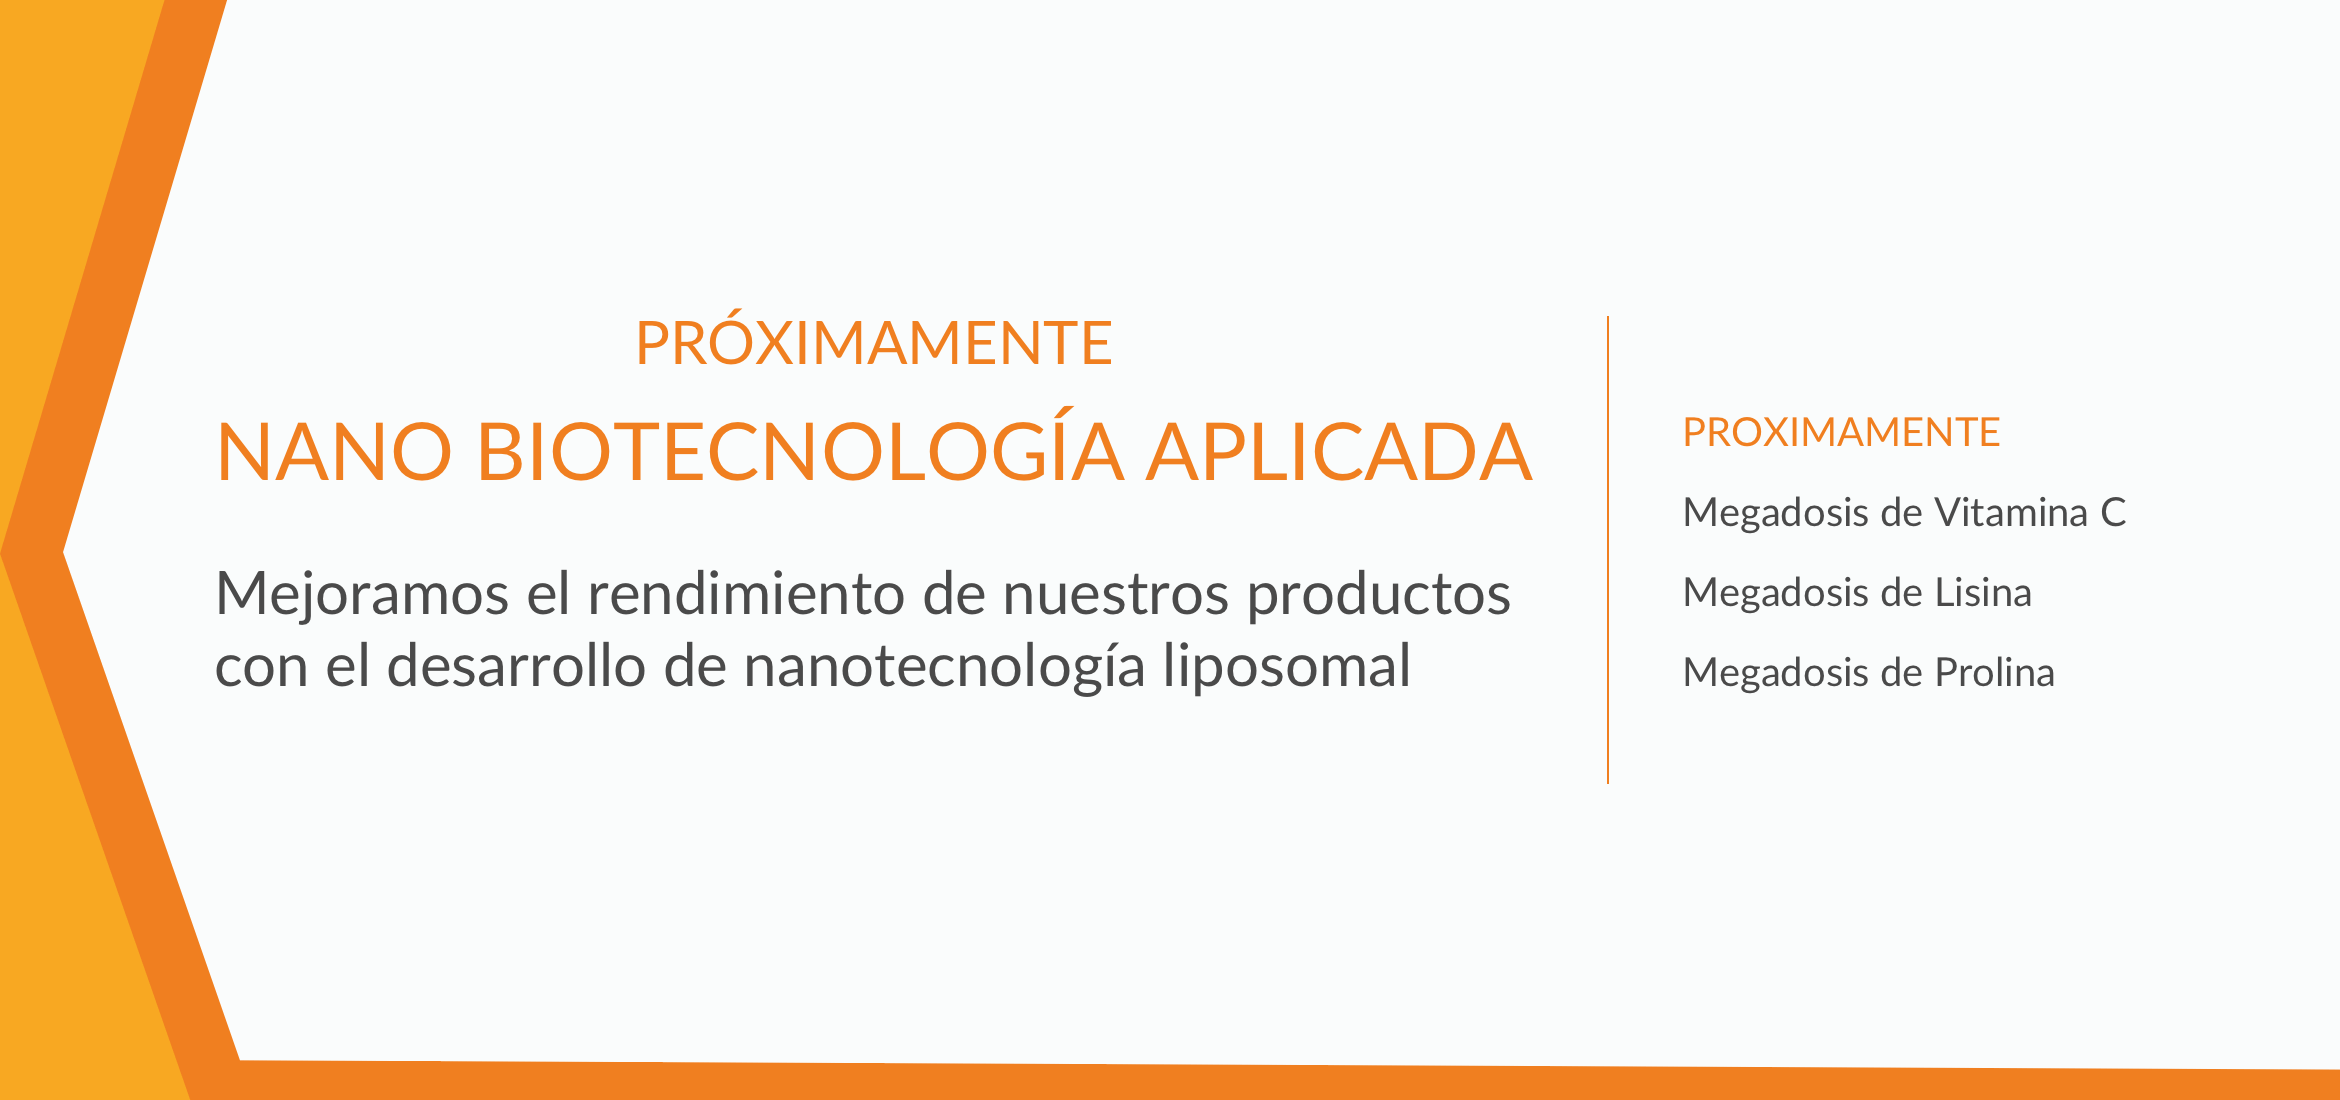 PRÓXIMAMENTE
NANO BIOTECNOLOGÍA APLICADA
Mejoramos el rendimiento de nuestros productos
con el desarrollo de nanotecnología liposomal
PROXIMAMENTE
Megadosis de Vitamina C
Megadosis de Lisina
Megadosis de Prolina